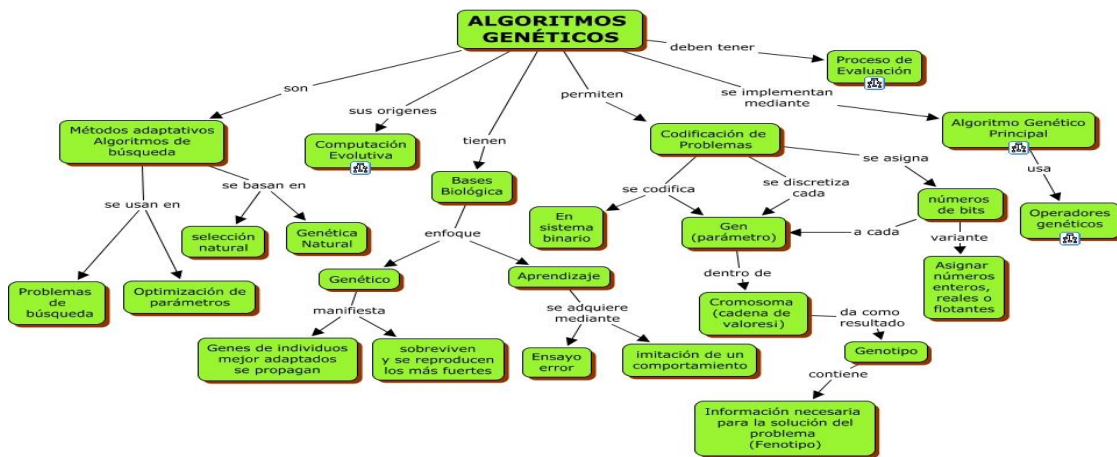 ALGORITMOS
GENÉTICOS
deben tener
Proceso de
Evaluación
son
sus origenes
tienen
permiten
se implementan
mediante
Métodos adaptativos
Algoritmos de
búsqueda
Computación
Evolutiva
Bases
Biológica
Codificación de
Problemas
Algoritmo Genético
Principal
se usan en
se basan en
selección
natural
Genética
Natural
Problemas
de
búsqueda
Optimización de
parámetros
enfoque
Genético
Aprendizaje
manifiesta
Genes de individuos
mejor adaptados
se propagan
sobreviven
y se reproducen
los más fuertes
se adquiere
mediante
Ensayo
error
imitación de un
comportamiento
se codifica
se discretiza
cada
se asigna
En
sistema
binario
Gen
(parámetro)
a cada
números
de bits
variante
Asignar
números
enteros,
reales o
flotantes
usa
Operadores
genéticos
dentro de
Cromosoma
(cadena de
valoresi)
da como
resultado
Genotipo
contiene
Información necesaria
para la solución del
problema
(Fenotipo)